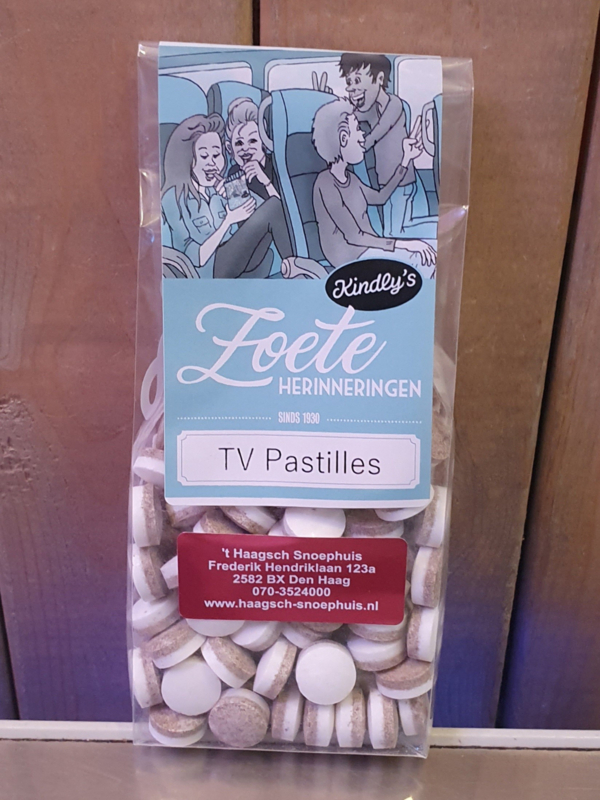 Kindly's
Zoete
HERINNERINGEN
SINDS 1930
TV Pastilles
't Haagsch Snoephuis
Frederik Hendriklaan 123a
2582 BX Den Haag
070-3524000
www.haagsch-snoephuis.nl